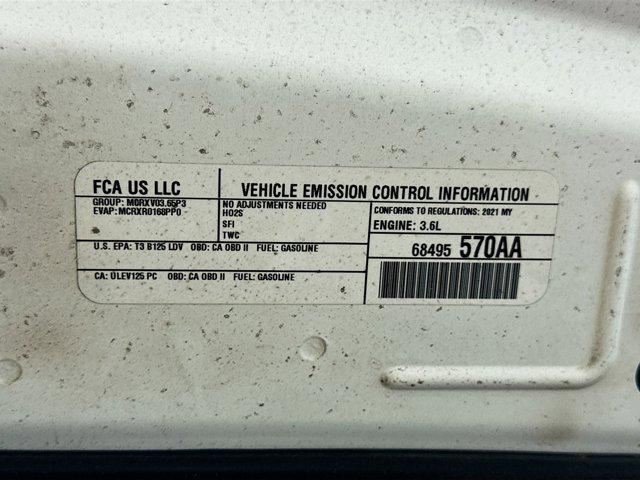 FCA US LLC
VEHICLE EMISSION CONTROL INFORMATION
GROUP: MCRXV03.65P3
EVAP: MCRXR0168PP0
NO ADJUSTMENTS NEEDED
HO2S
SFI
TWC
CONFORMS TO REGULATIONS: 2021 MY
ENGINE: 3.6L
U.S. EPA: T3 B125 LDV OBD: CA OBD II FUEL: GASOLINE
68495 570AA
CA: ULEV125 PC OBD: CA OBD II FUEL: GASOLINE